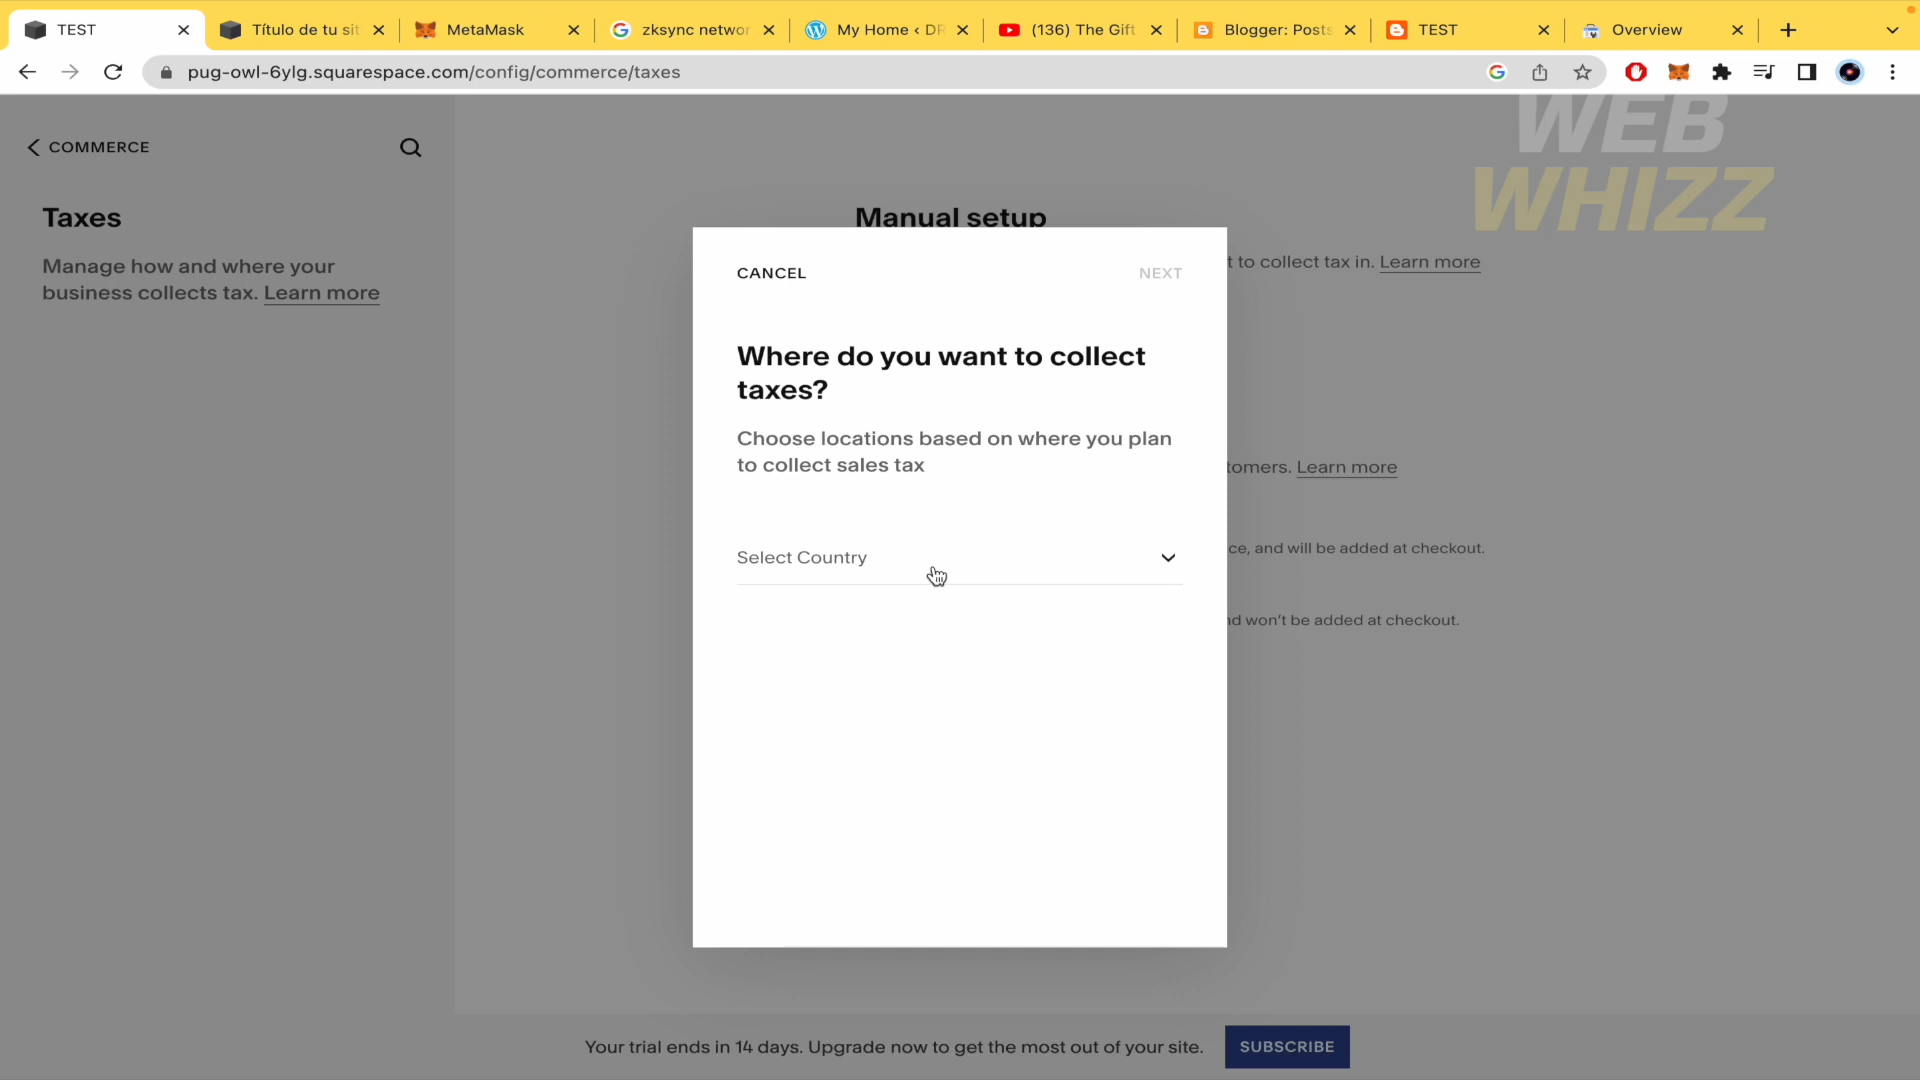 TEST
Título de tu sit
MetaMask
zksync networ
My Home ‹ DR
(136) The Gift
Blogger: Posts
TEST
Overview
pug-owl-6ylg.squarespace.com/config/commerce/taxes
WEB
WHIZZ
COMMERCE
Taxes
Manage how and where your
business collects tax. Learn more
Manual setup
t to collect tax in. Learn more
CANCEL
NEXT
Where do you want to collect
taxes?
Choose locations based on where you plan
to collect sales tax
tomers. Learn more
Select Country
ce, and will be added at checkout.
nd won't be added at checkout.
Your trial ends in 14 days. Upgrade now to get the most out of your site.
SUBSCRIBE